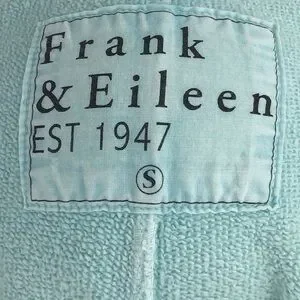 Frank
& Eileen
EST 1947
S